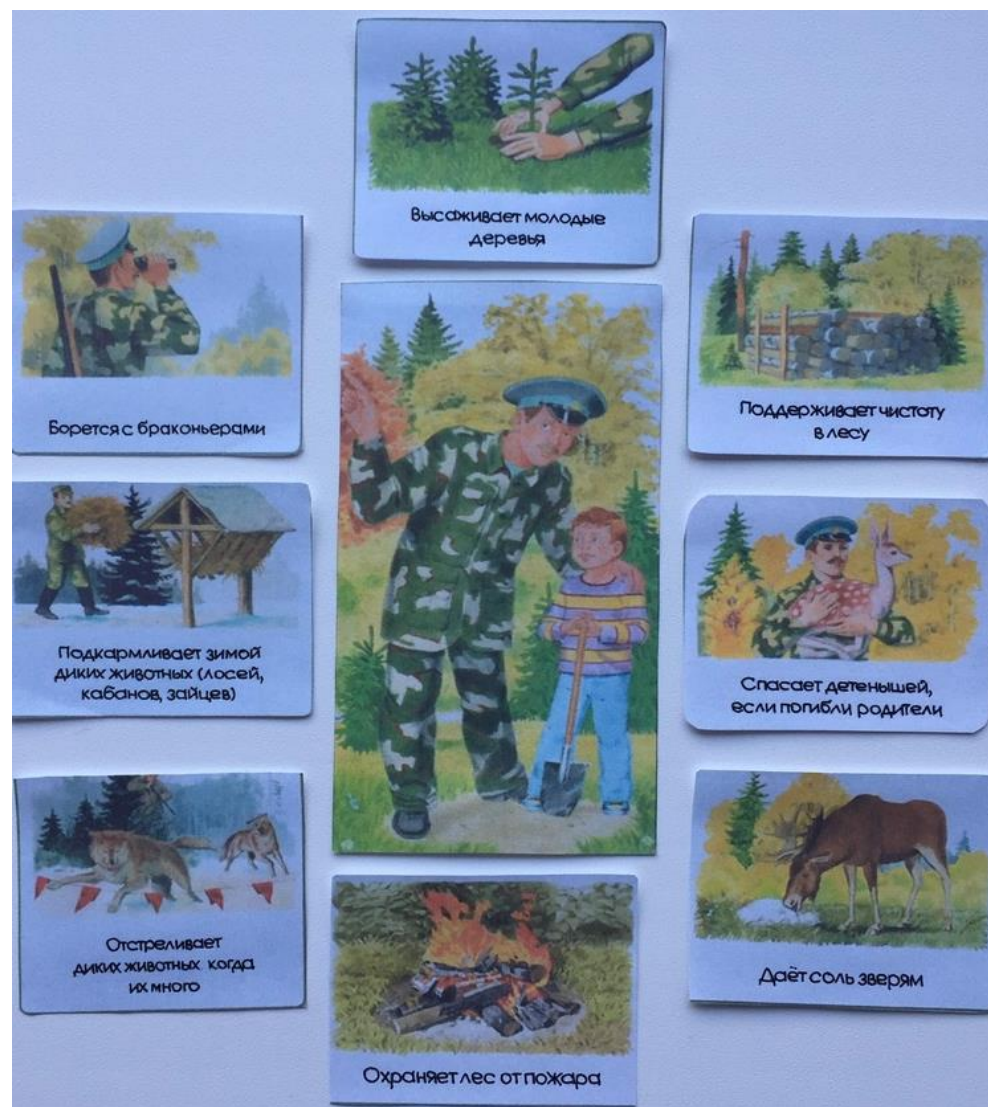 Высаживает молодые
деревья
Борется с браконьерами
Поддерживает чистоту
в лесу
Подкармливает зимой
диких животных (лосей,
кабанов, зайцев)
Спасает детенышей,
если погибли родители
Отстреливает
диких животных когда
их много
Даёт соль зверям
Охраняет лес от пожара